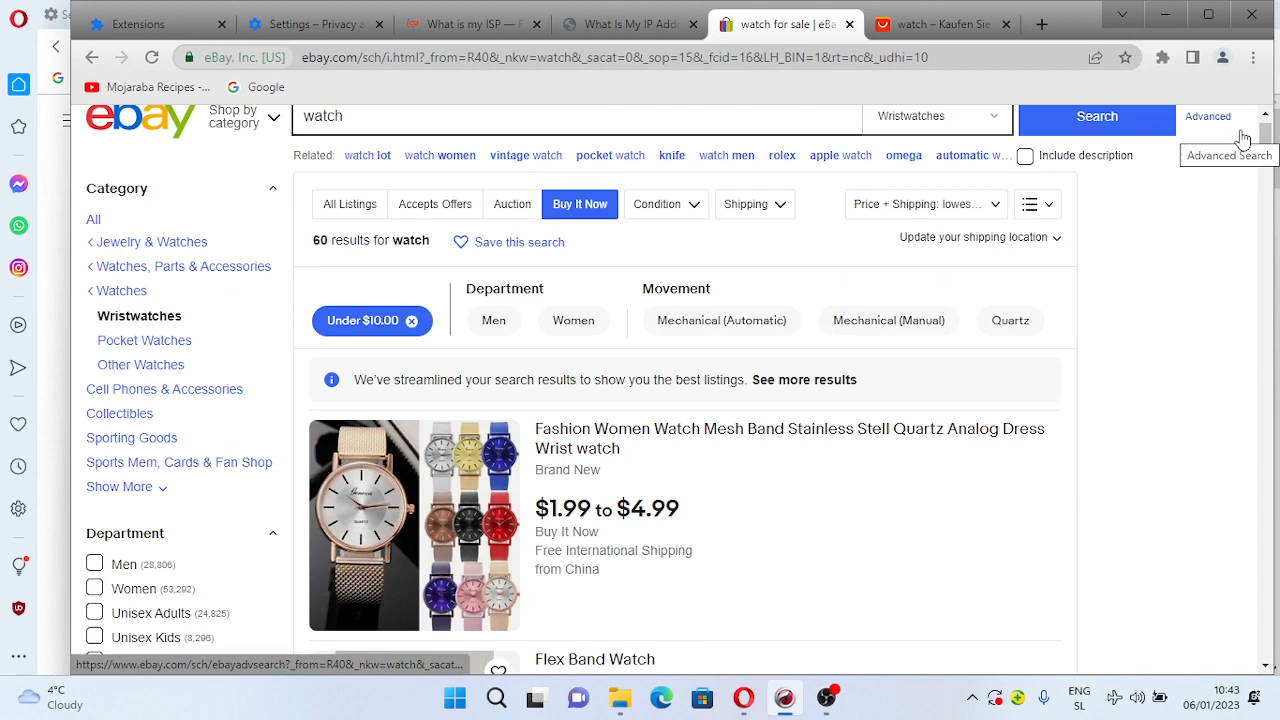 Se
Extensions
Settings – Privacy a
What is my ISP — F
What Is My IP Add
watch for sale | eBa
watch – Kaufen Sie
eBay, Inc. [US]
ebay.com/sch/i.html?_from=R40&_nkw=watch&_sacat=0&_sop=15&_fcid=16&LH_BIN=1&rt=nc&_udhi=10
Mojaraba Recipes -...
Google
ebay
Shop by
category
watch
Wristwatches
Search
Advanced
Related:
watch lot
watch women
vintage watch
pocket watch
knife
watch men
rolex
apple watch
omega
automatic w...
Include description
Advanced Search
Category
All
Jewelry & Watches
Watches, Parts & Accessories
Watches
Wristwatches
Pocket Watches
Other Watches
Cell Phones & Accessories
Collectibles
Sporting Goods
Sports Mem, Cards & Fan Shop
Show More
Department
Men (28,806)
Women (53,292)
Unisex Adults (24,825)
Unisex Kids (8,296)
All Listings
Accepts Offers
Auction
Buy It Now
Condition
Shipping
Price + Shipping: lowes...
60 results for watch
Save this search
Update your shipping location
Under $10.00
Department
Men
Women
Movement
Mechanical (Automatic)
Mechanical (Manual)
Quartz
We've streamlined your search results to show you the best listings. See more results
Geneva
QUARTZ
Fashion Women Watch Mesh Band Stainless Stell Quartz Analog Dress
Wrist watch
Brand New
$1.99 to $4.99
Buy It Now
Free International Shipping
from China
Flex Band Watch
https://www.ebay.com/sch/ebayadvsearch?_from=R40&_nkw=watch&_sacat...
4°C
Cloudy
ENG
SL
10:43
06/01/2023